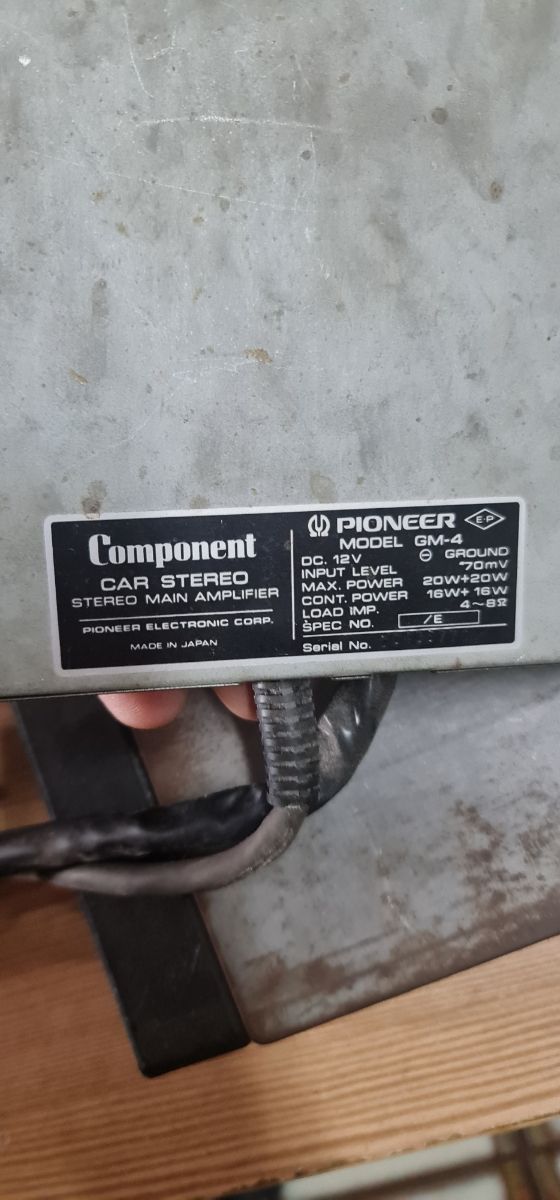 Component
CAR STEREO
STEREO MAIN AMPLIFIER
PIONEER ELECTRONIC CORP.
MADE IN JAPAN
PIONEER E·P
MODEL GM-4
DC. 12V ⊖ GROUND
INPUT LEVEL 70mV
MAX. POWER 20W+20W
CONT. POWER 16W+16W
LOAD IMP. 4~8Ω
SPEC NO. /E
Serial No.